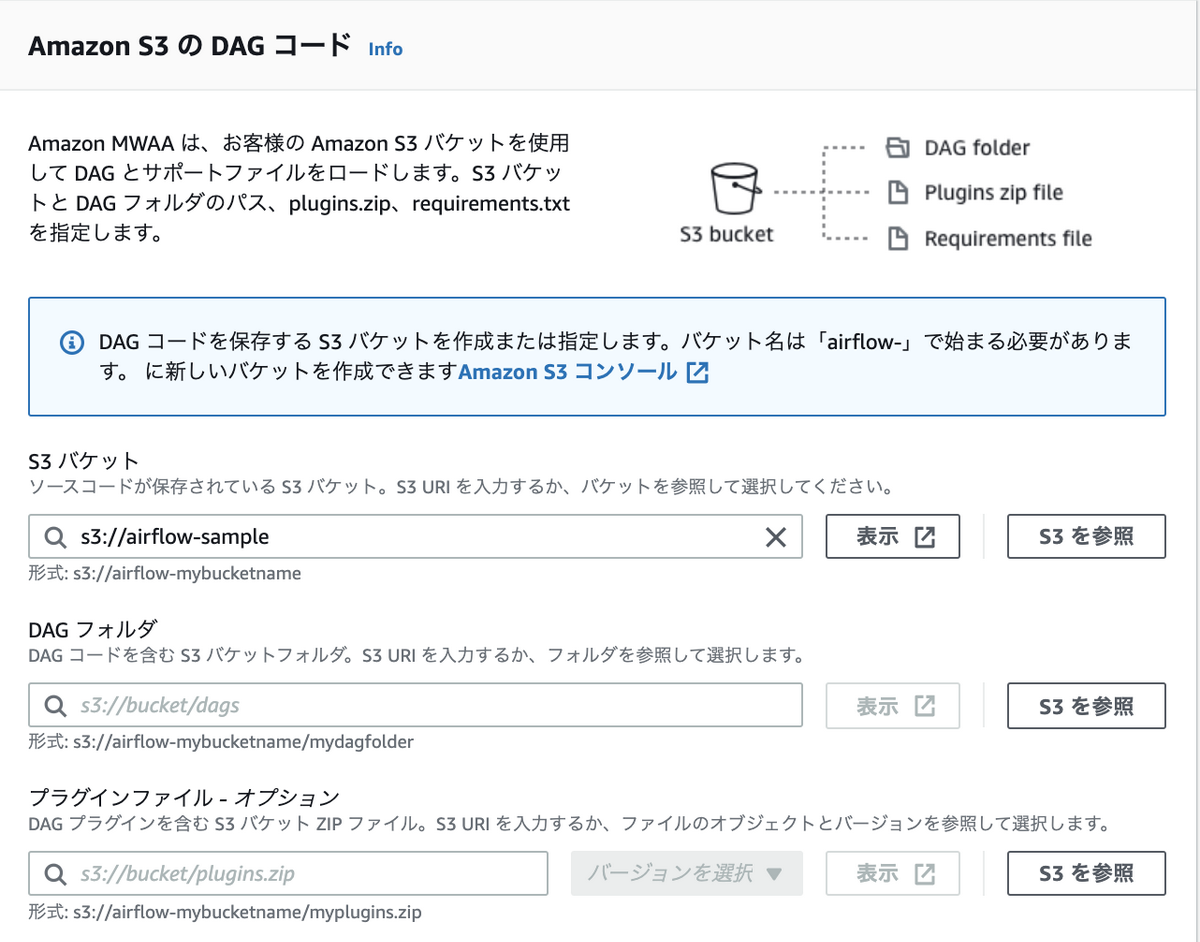 Amazon S3 の DAG コード Info
Amazon MWAA は、お客様の Amazon S3 バケットを使用
して DAG とサポートファイルをロードします。S3 バケッ
トと DAG フォルダのパス、plugins.zip、requirements.txt
を指定します。
S3 bucket
DAG folder
Plugins zip file
Requirements file
DAG コードを保存する S3 バケットを作成または指定します。バケット名は「airflow-」で始まる必要がありま
す。 に新しいバケットを作成できますAmazon S3 コンソール
S3 バケット
ソースコードが保存されている S3 バケット。S3 URI を入力するか、バケットを参照して選択してください。
s3://airflow-sample 表示 S3 を参照
形式: s3://airflow-mybucketname
DAG フォルダ
DAG コードを含む S3 バケットフォルダ。S3 URI を入力するか、フォルダを参照して選択します。
s3://bucket/dags 表示 S3 を参照
形式: s3://airflow-mybucketname/mydagfolder
プラグインファイル - オプション
DAG プラグインを含む S3 バケット ZIP ファイル。S3 URI を入力するか、ファイルのオブジェクトとバージョンを参照して選択します。
s3://bucket/plugins.zip バージョンを選択 表示 S3 を参照
形式: s3://airflow-mybucketname/myplugins.zip